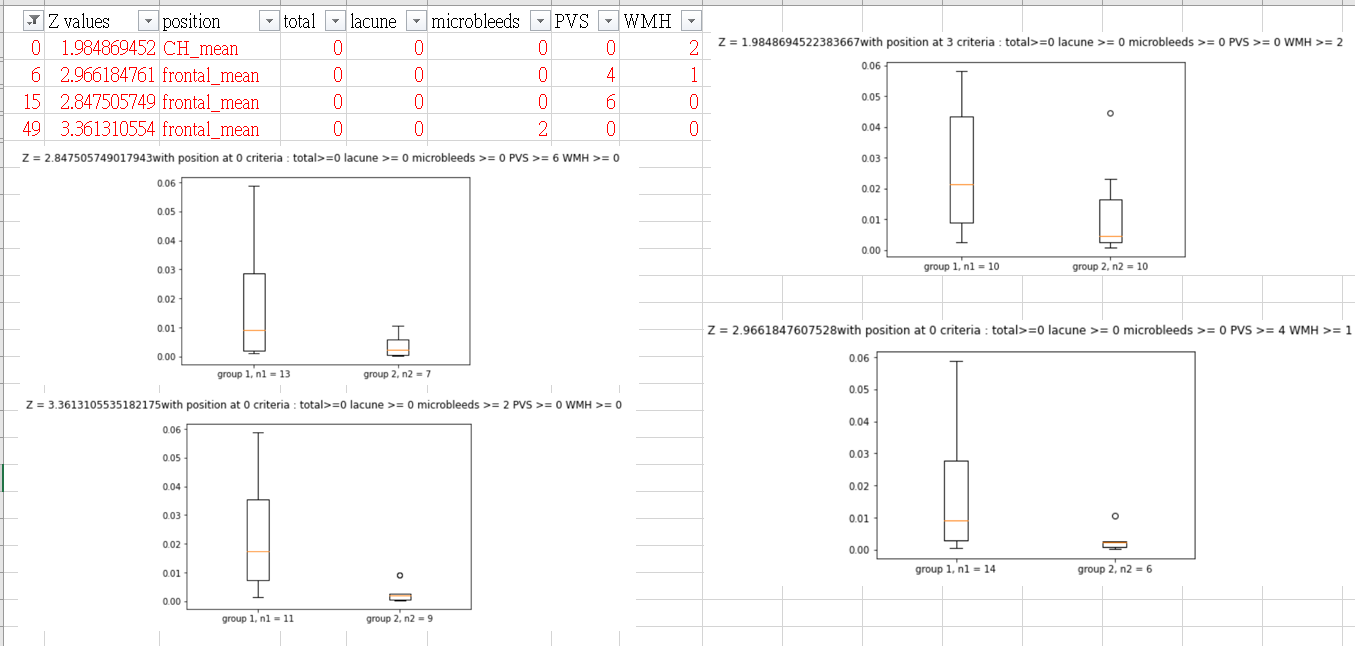 Z values position total lacune microbleeds PVS WMH
0 1.984869452 CH_mean 0 0 0 0 2
6 2.966184761 frontal_mean 0 0 0 4 1
15 2.847505749 frontal_mean 0 0 0 6 0
49 3.361310554 frontal_mean 0 0 2 0 0
Z = 2.847505749017943with position at 0 criteria : total>=0 lacune >= 0 microbleeds >= 0 PVS >= 6 WMH >= 0
0.06
0.05
0.04
0.03
0.02
0.01
0.00
group 1, n1 = 13 group 2, n2 = 7
Z = 3.3613105535182175with position at 0 criteria : total>=0 lacune >= 0 microbleeds >= 2 PVS >= 0 WMH >= 0
0.06
0.05
0.04
0.03
0.02
0.01
0.00
group 1, n1 = 11 group 2, n2 = 9
Z = 1.9848694522383667with position at 3 criteria : total>=0 lacune >= 0 microbleeds >= 0 PVS >= 0 WMH >= 2
0.06
0.05
0.04
0.03
0.02
0.01
0.00
group 1, n1 = 10 group 2, n2 = 10
Z = 2.9661847607528with position at 0 criteria : total>=0 lacune >= 0 microbleeds >= 0 PVS >= 4 WMH >= 1
0.06
0.05
0.04
0.03
0.02
0.01
0.00
group 1, n1 = 14 group 2, n2 = 6